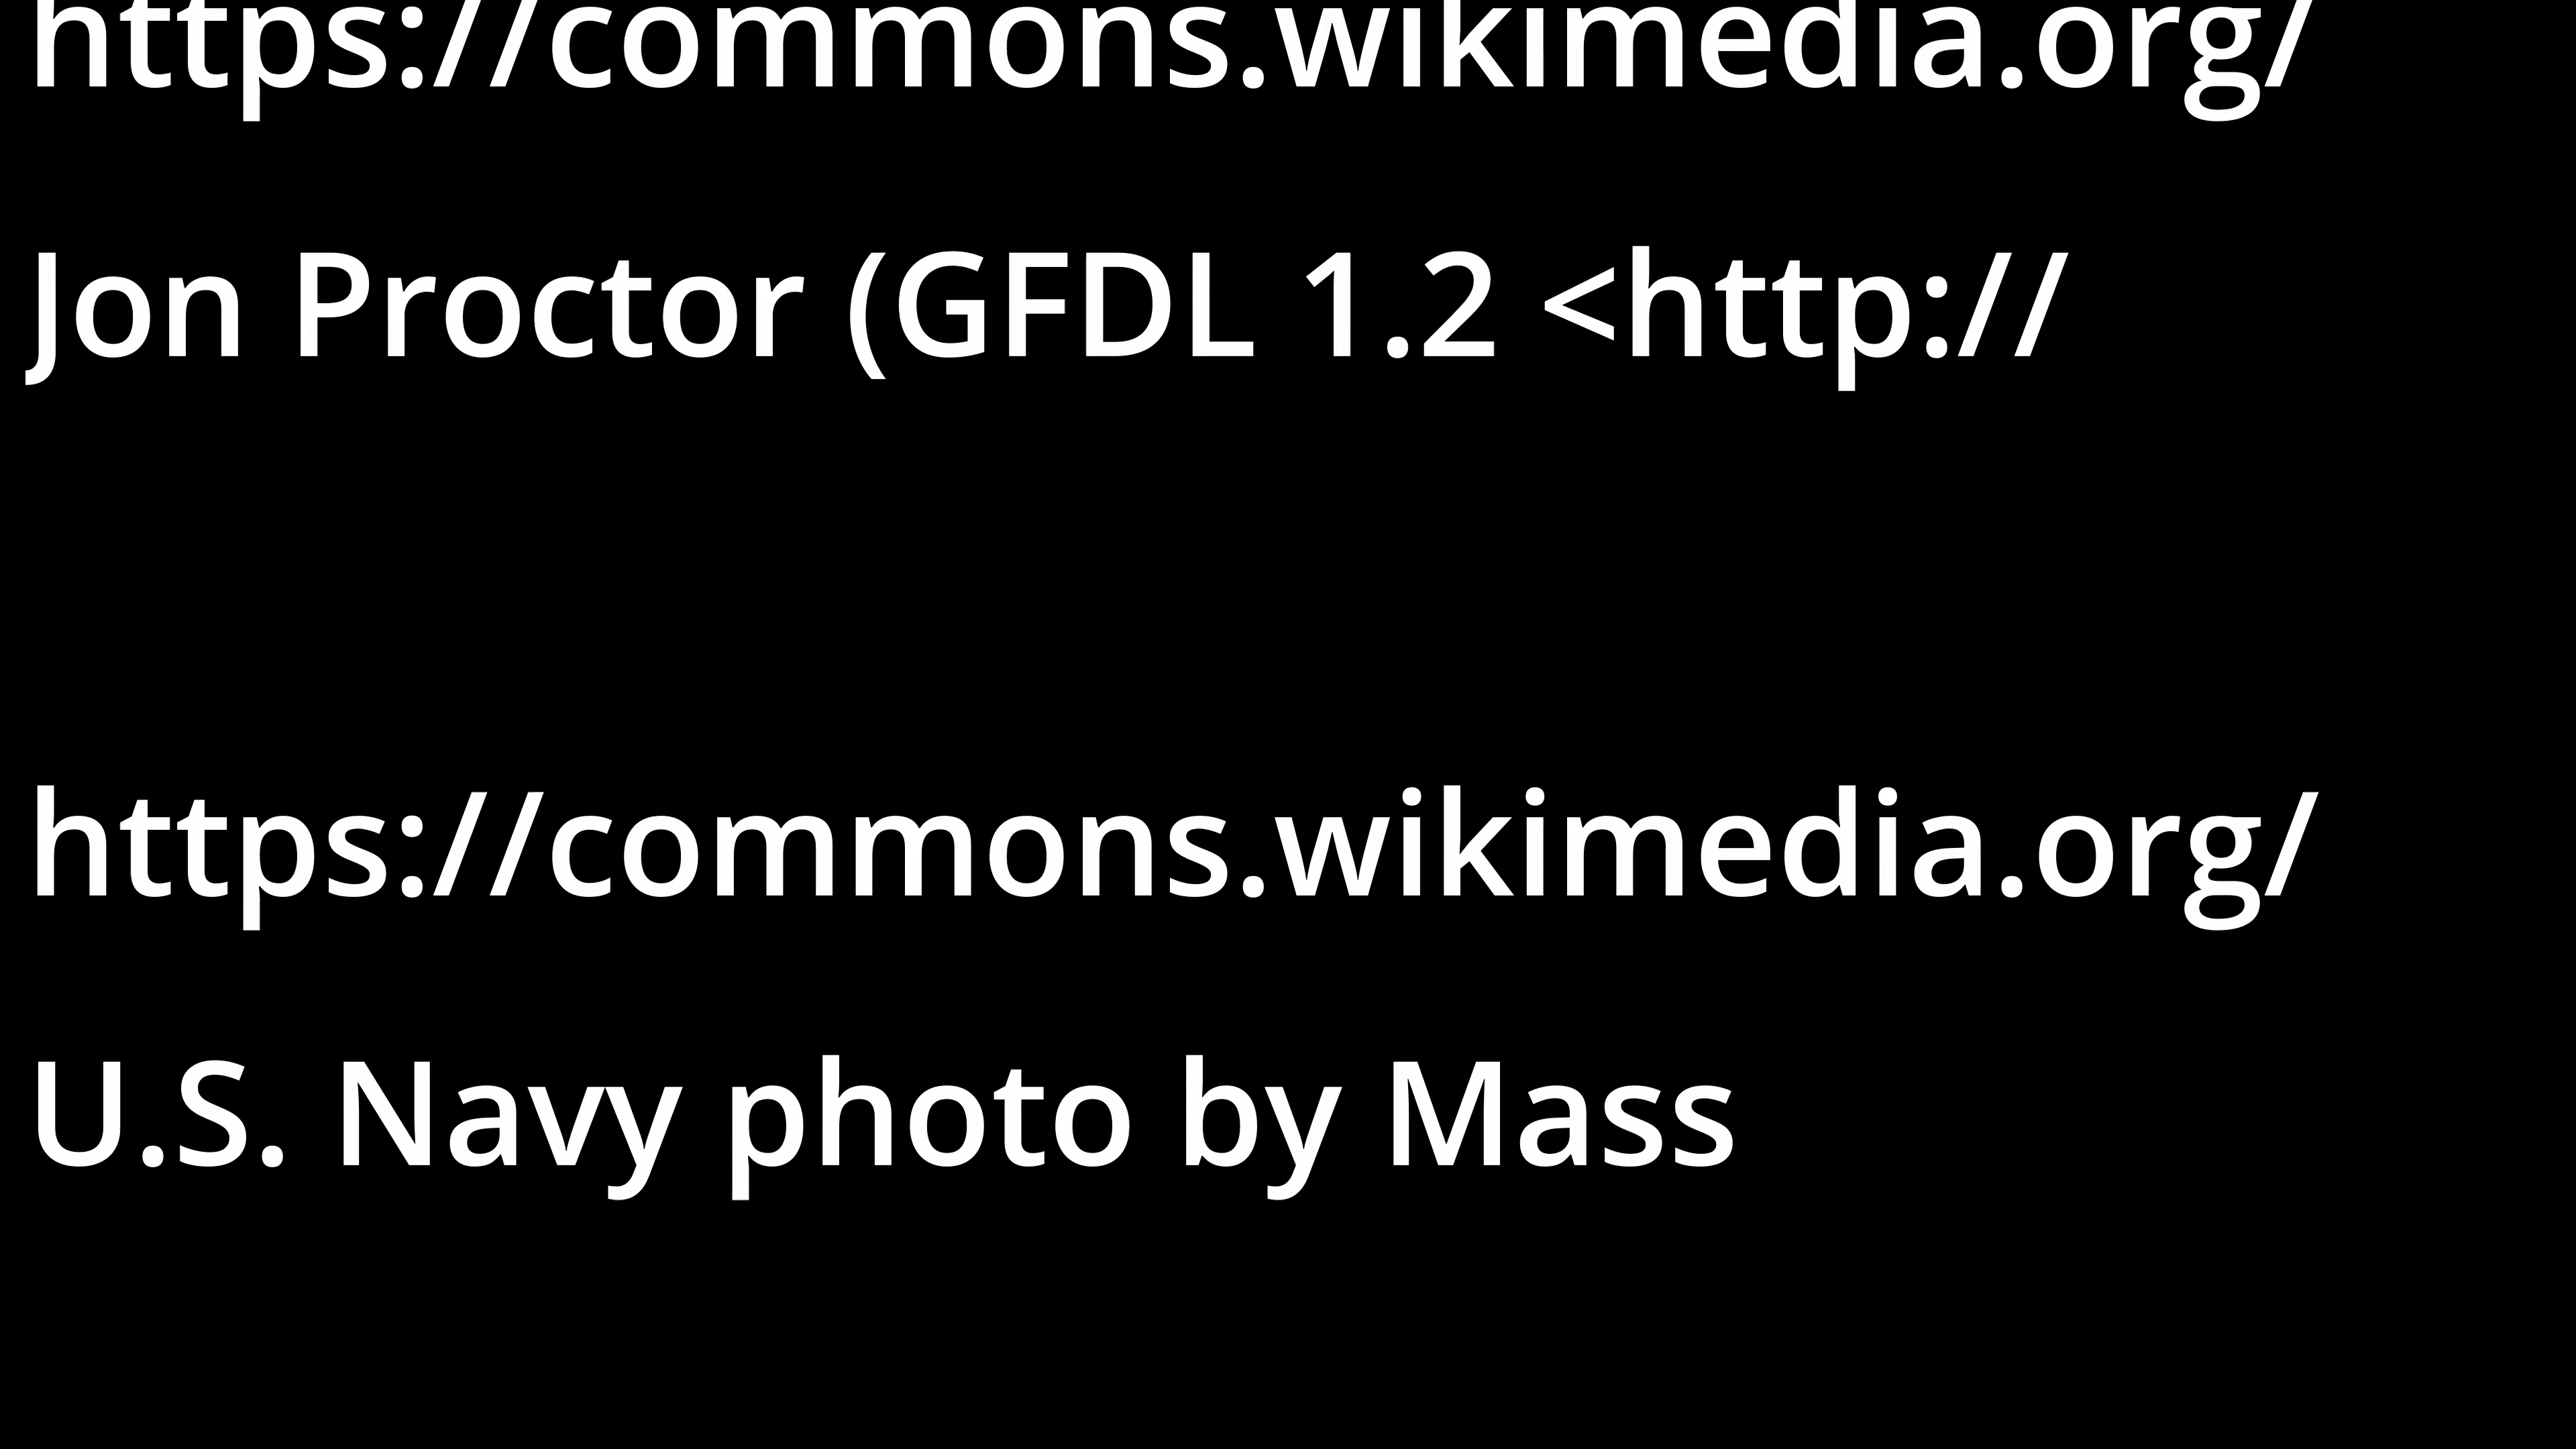 https://commons.wikimedia.org/
Jon Proctor (GFDL 1.2 <http://
https://commons.wikimedia.org/
U.S. Navy photo by Mass